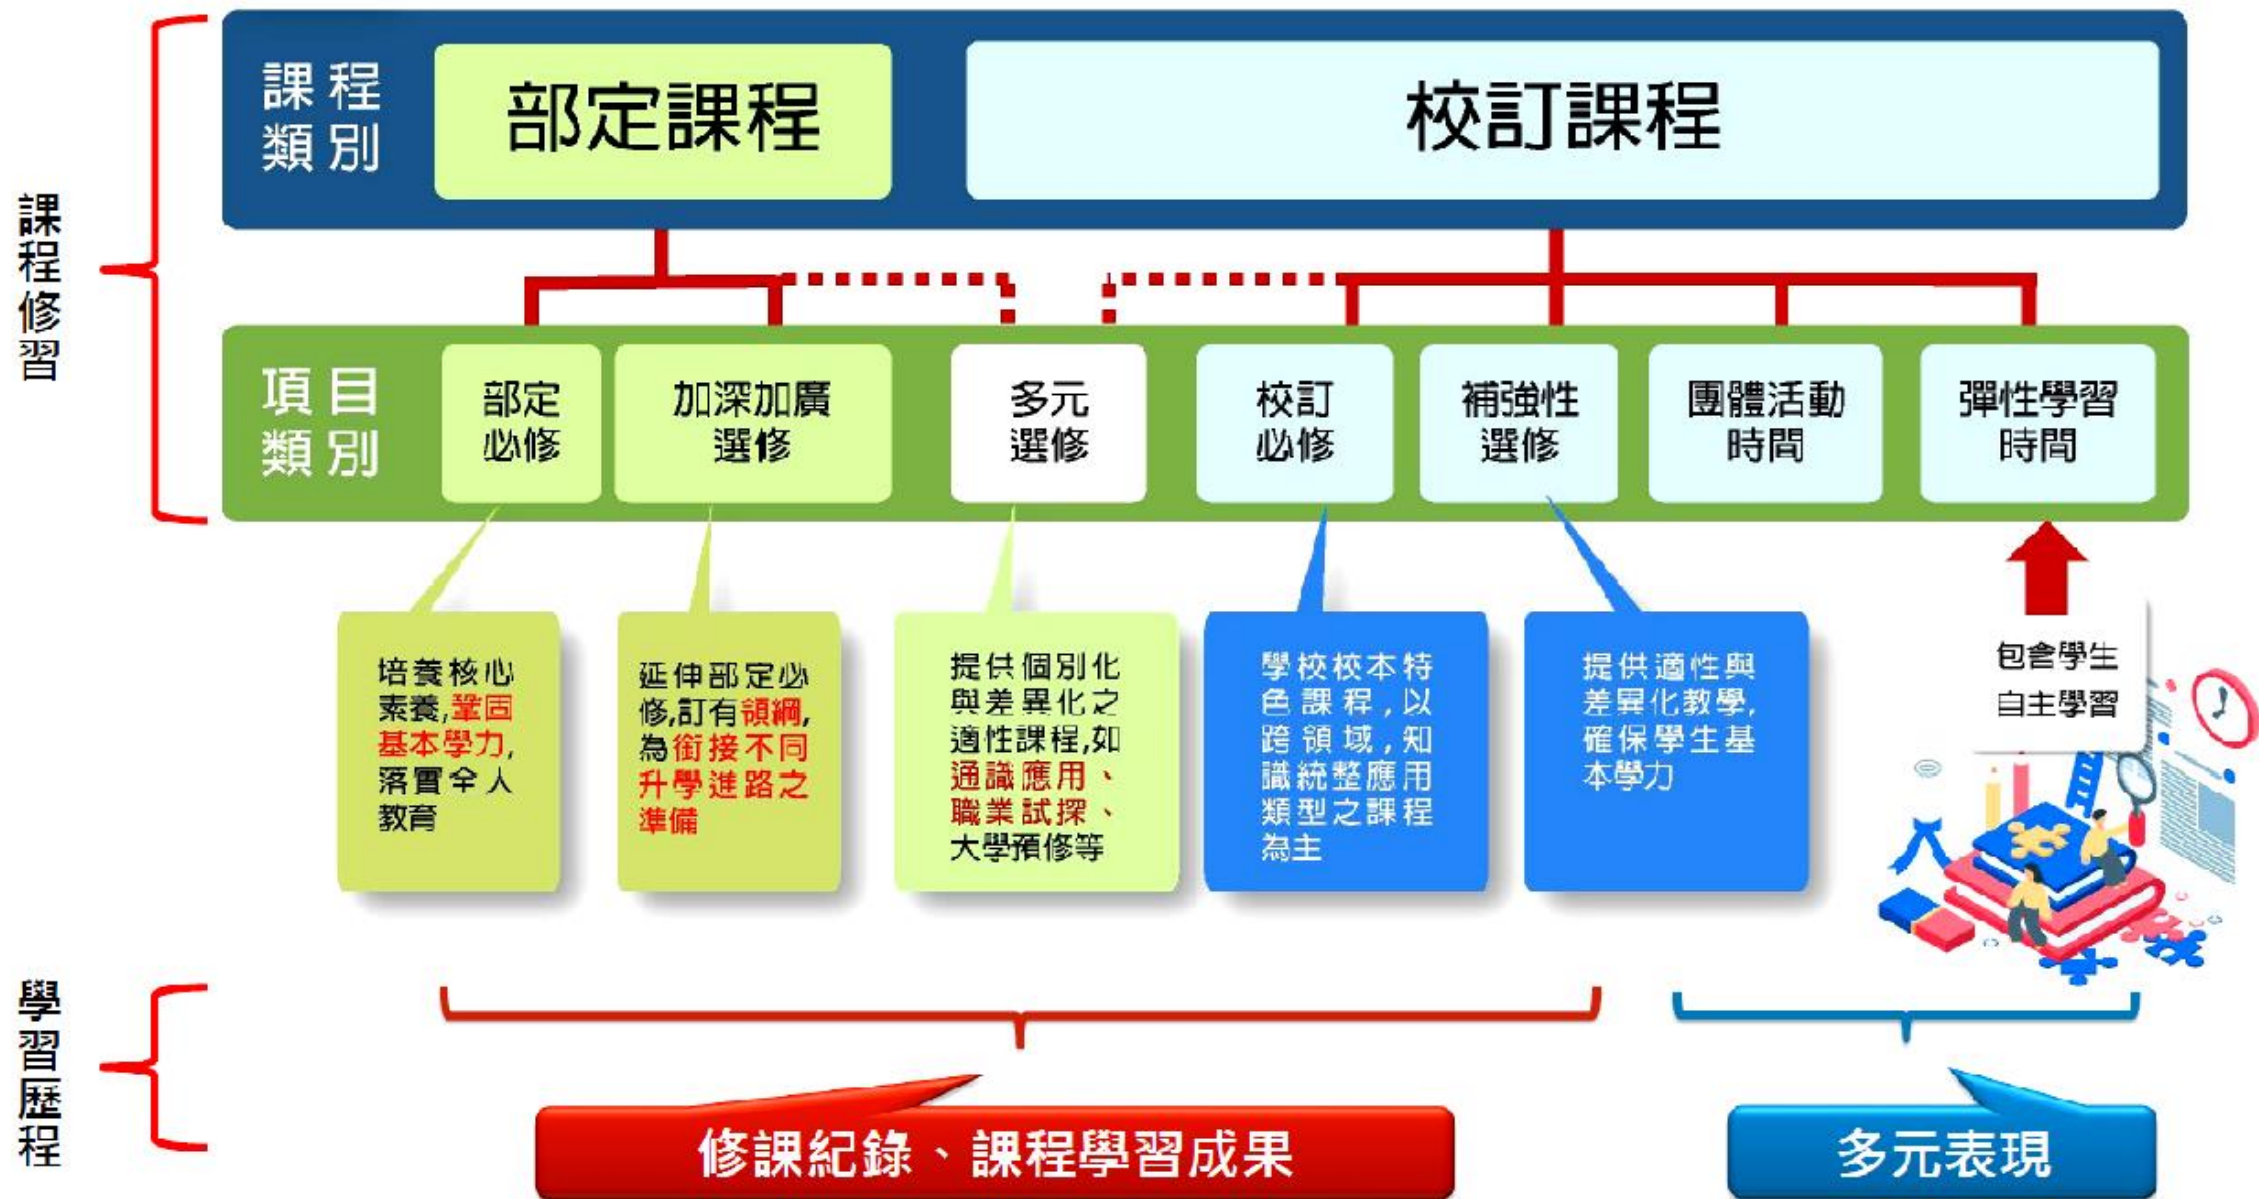 課程修習
課程
類別
部定課程
校訂課程
項目
類別
部定
必修
加深加廣
選修
多元
選修
校訂
必修
補強性
選修
團體活動
時間
彈性學習
時間
培養核心
素養,鞏固
基本學力,
落實全人
教育
延伸部定必
修,訂有領綱,
為銜接不同
升學進路之
準備
提供個別化
與差異化之
適性課程,如
通識應用、
職業試探、
大學預修等
學校校本特
色課程,以
跨領域,知
識統整應用
類型之課程
為主
提供適性與
差異化教學,
確保學生基
本學力
包含學生
自主學習
學習歷程
修課紀錄、課程學習成果
多元表現